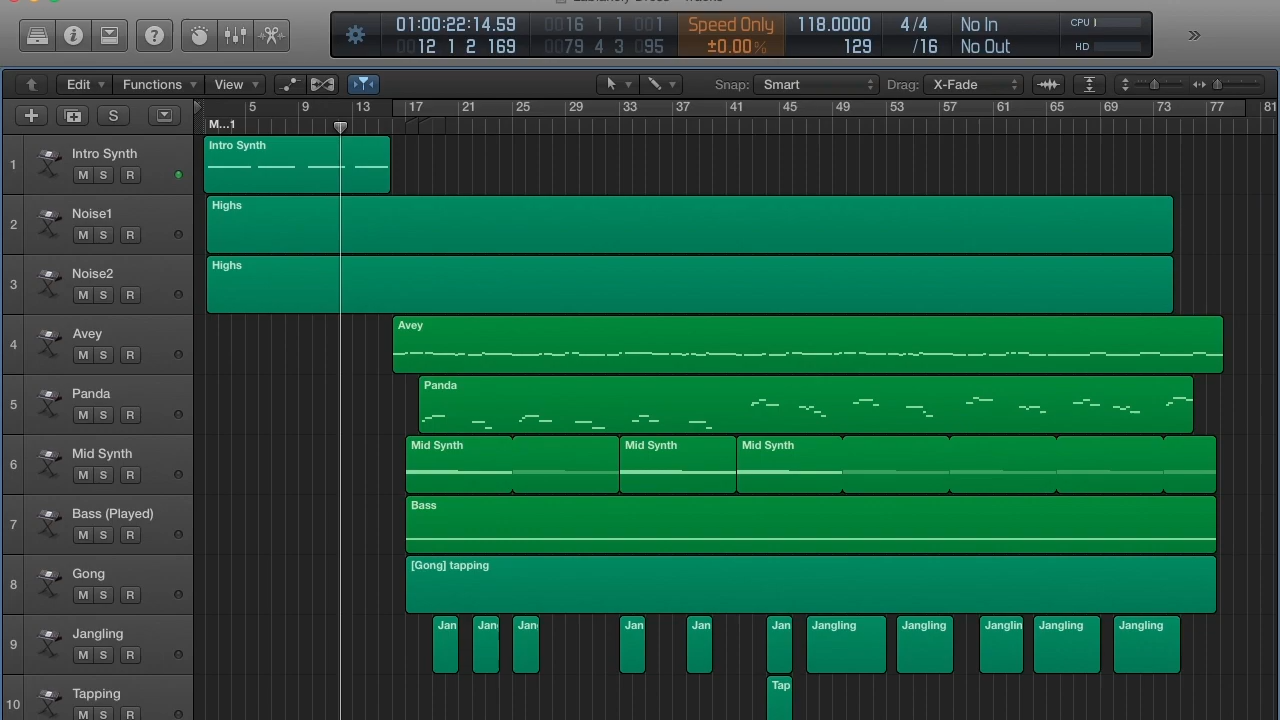 01:00:22:14.59 0016 1 1 001 Speed Only 118.0000 4/4 No In CPU
0012 1 2 169 0079 4 3 095 ±0.00% 129 /16 No Out HD
Edit Functions View Snap: Smart Drag: X-Fade
S 5 9 13 17 21 25 29 33 37 41 45 49 53 57 61 65 69 73 77 81
M...1
1 Intro Synth Intro Synth
M S R
2 Noise1 Highs
M S R
3 Noise2 Highs
M S R
4 Avey Avey
M S R
5 Panda Panda
M S R
6 Mid Synth Mid Synth Mid Synth Mid Synth
M S R
7 Bass (Played) Bass
M S R
8 Gong [Gong] tapping
M S R
9 Jangling Jan Jan Jan Jan Jan Jan Jangling Jangling Janglin Jangling Jangling
M S R
10 Tapping Tap
M S R